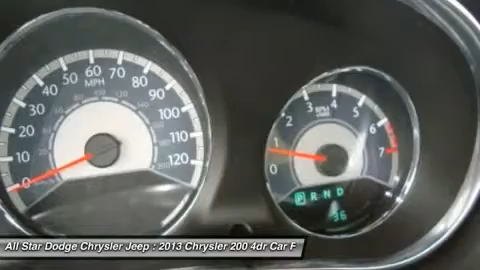 0 10 20 30 40 50 60 70 80 90 100 110 120
MPH
0 1 2 3 4 5 6 7
RPM
P R N D
36
All Star Dodge Chrysler Jeep : 2013 Chrysler 200 4dr Car F